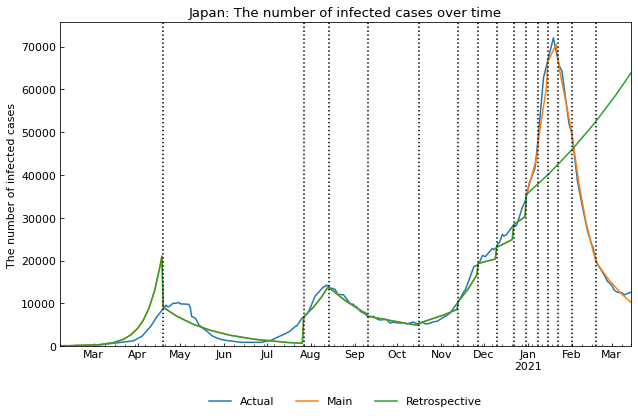 Japan: The number of infected cases over time
The number of infected cases
70000
60000
50000
40000
30000
20000
10000
0
Mar Apr May Jun Jul Aug Sep Oct Nov Dec Jan Feb Mar
2021
Actual Main Retrospective